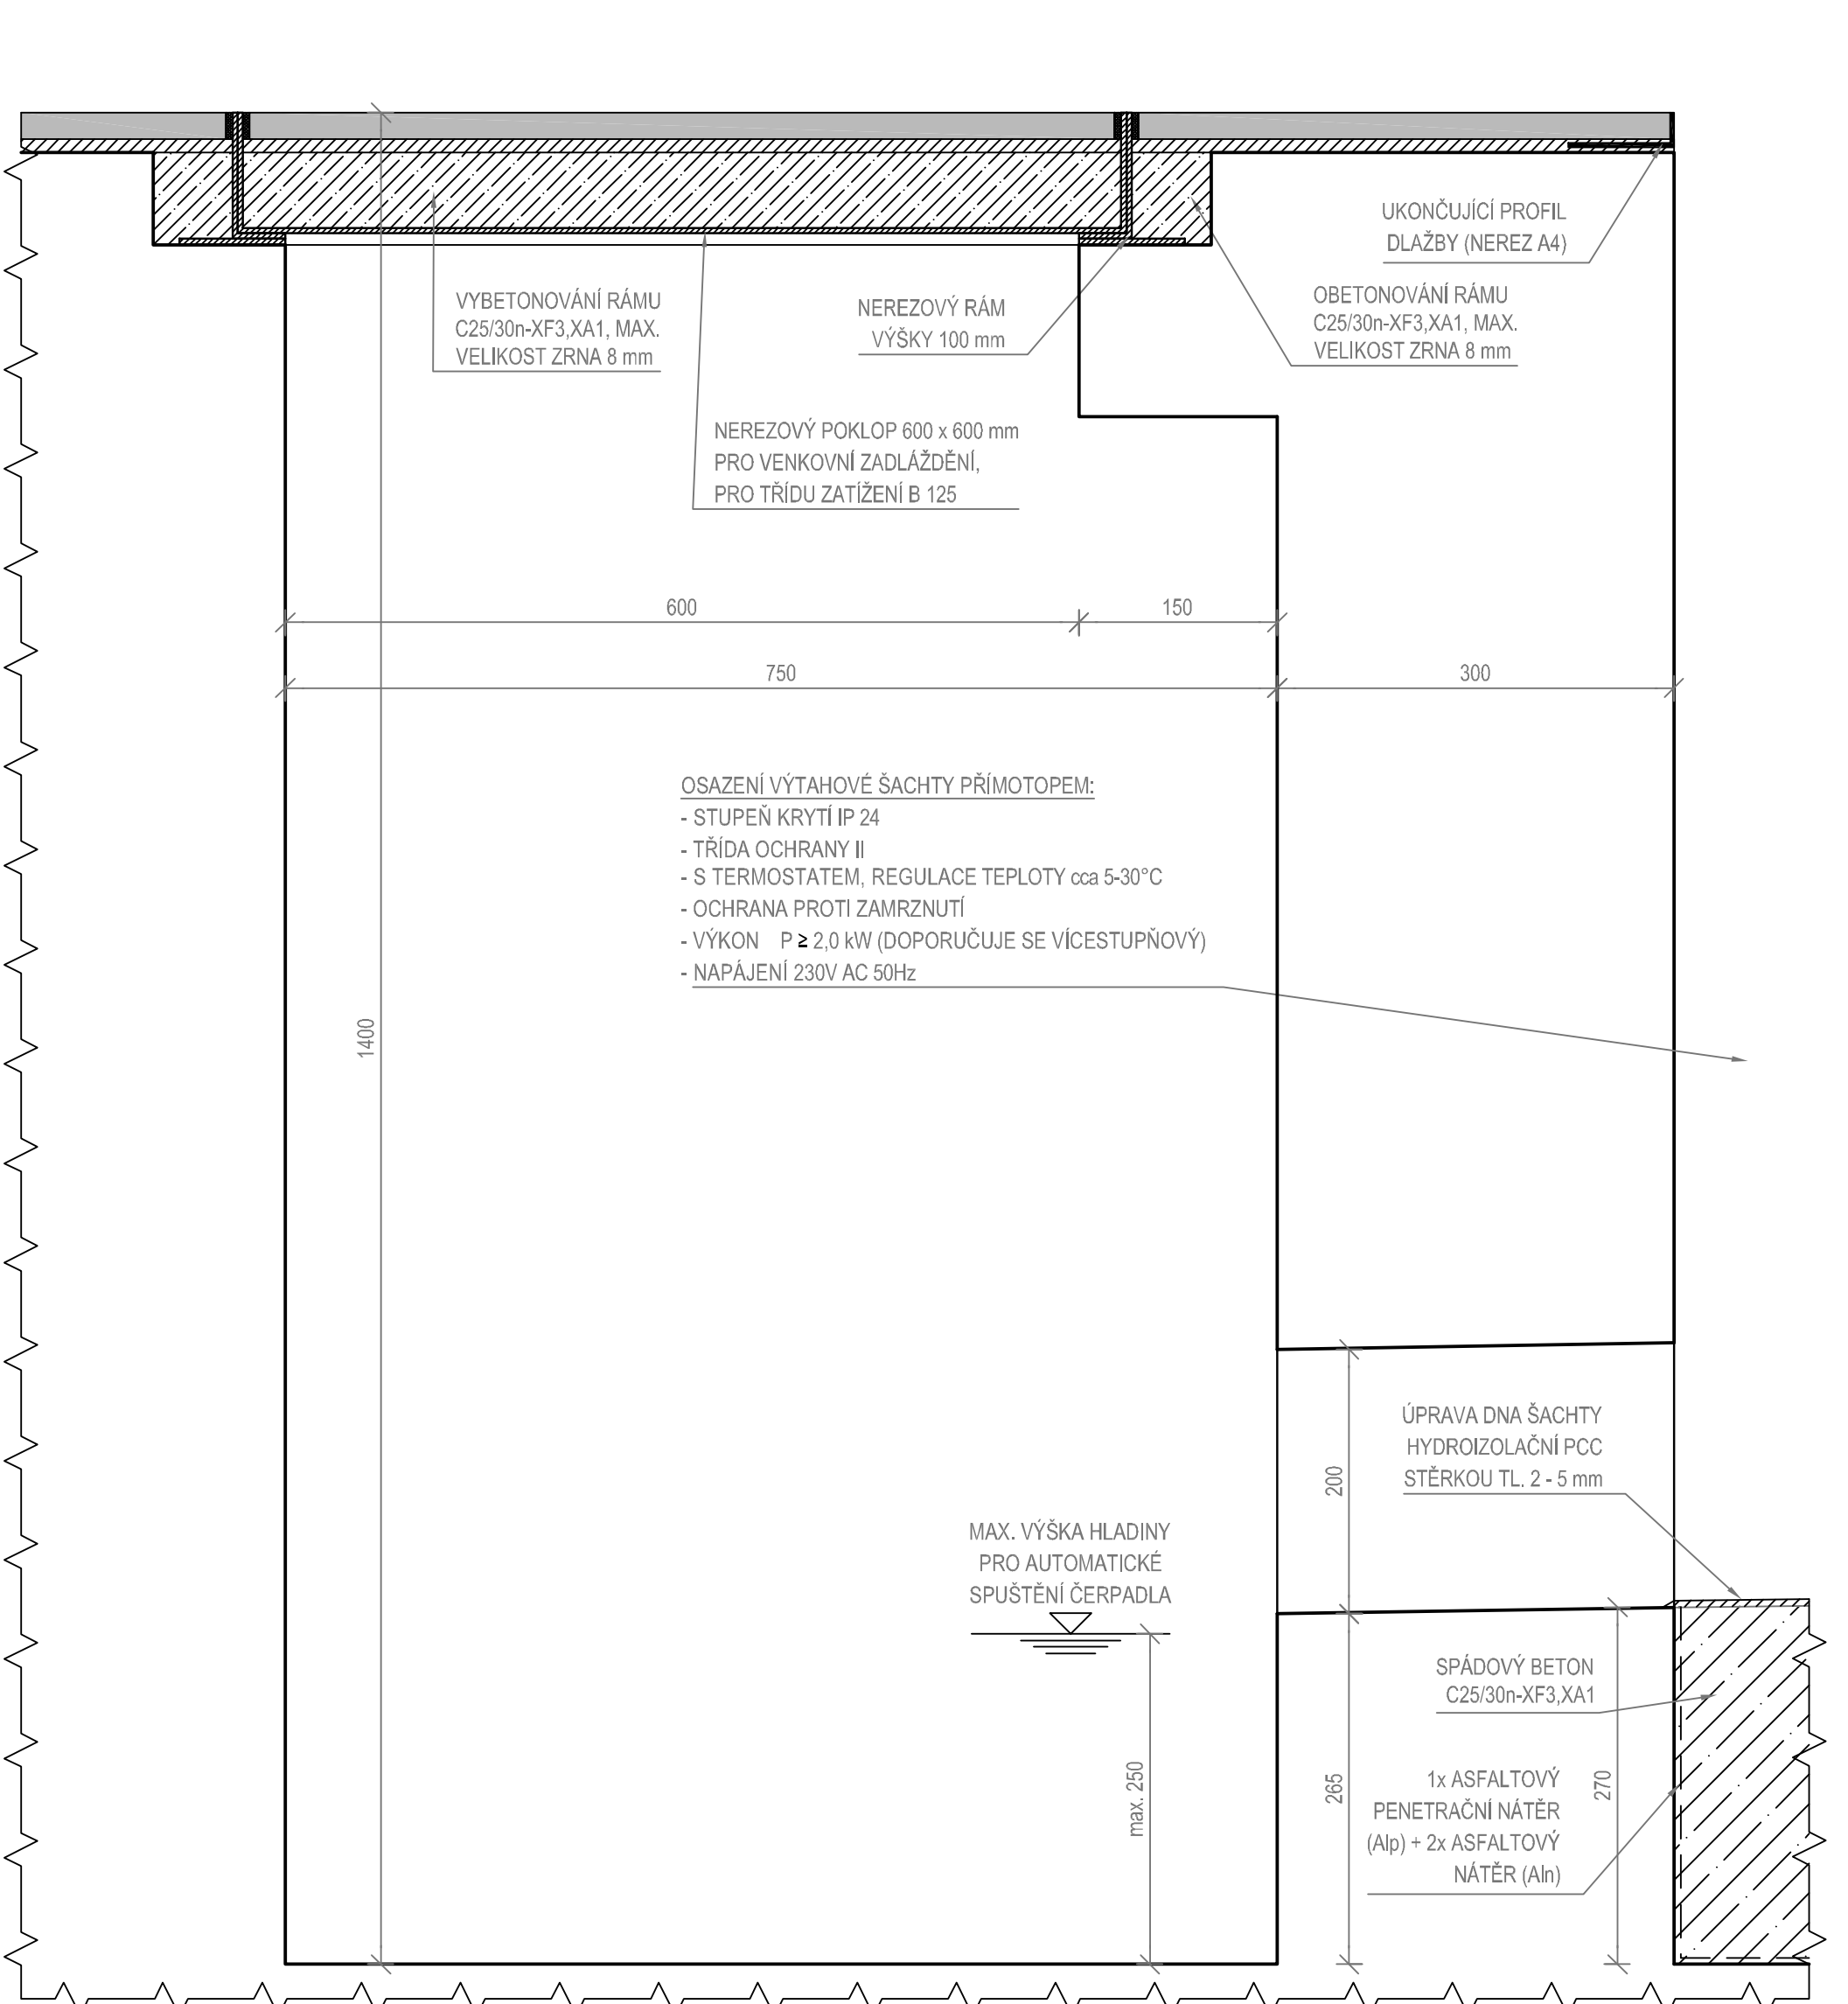 UKONČUJÍCÍ PROFIL
DLAŽBY (NEREZ A4)
VYBETONOVÁNÍ RÁMU
C25/30n-XF3,XA1, MAX.
VELIKOST ZRNA 8 mm
NEREZOVÝ RÁM
VÝŠKY 100 mm
OBETONOVÁNÍ RÁMU
C25/30n-XF3,XA1, MAX.
VELIKOST ZRNA 8 mm
NEREZOVÝ POKLOP 600 x 600 mm
PRO VENKOVNÍ ZADLÁŽDĚNÍ,
PRO TŘÍDU ZATÍŽENÍ B 125
600
150
750
300
OSAZENÍ VÝTAHOVÉ ŠACHTY PŘÍMOTOPEM:
- STUPEŇ KRYTÍ IP 24
- TŘÍDA OCHRANY II
- S TERMOSTATEM, REGULACE TEPLOTY cca 5-30°C
- OCHRANA PROTI ZAMRZNUTÍ
- VÝKON P ≥ 2,0 kW (DOPORUČUJE SE VÍCESTUPŇOVÝ)
- NAPÁJENÍ 230V AC 50Hz
1400
ÚPRAVA DNA ŠACHTY
HYDROIZOLAČNÍ PCC
STĚRKOU TL. 2 - 5 mm
200
MAX. VÝŠKA HLADINY
PRO AUTOMATICKÉ
SPUŠTĚNÍ ČERPADLA
SPÁDOVÝ BETON
C25/30n-XF3,XA1
max. 250
265
270
1x ASFALTOVÝ
PENETRAČNÍ NÁTĚR
(Alp) + 2x ASFALTOVÝ
NÁTĚR (Aln)